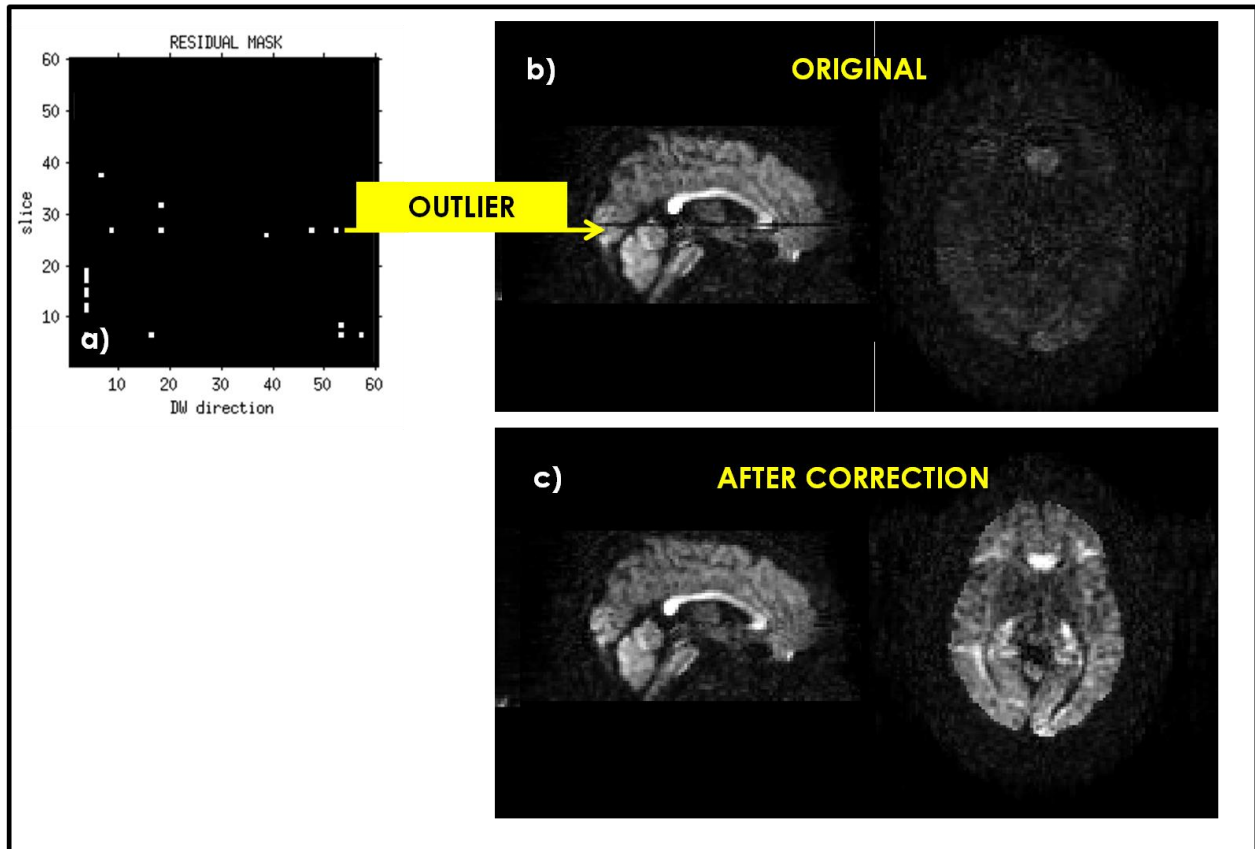 RESIDUAL MASK
60
50
40
30
20
10
slice
a)
10 20 30 40 50 60
DW direction
OUTLIER
b)
ORIGINAL
c)
AFTER CORRECTION